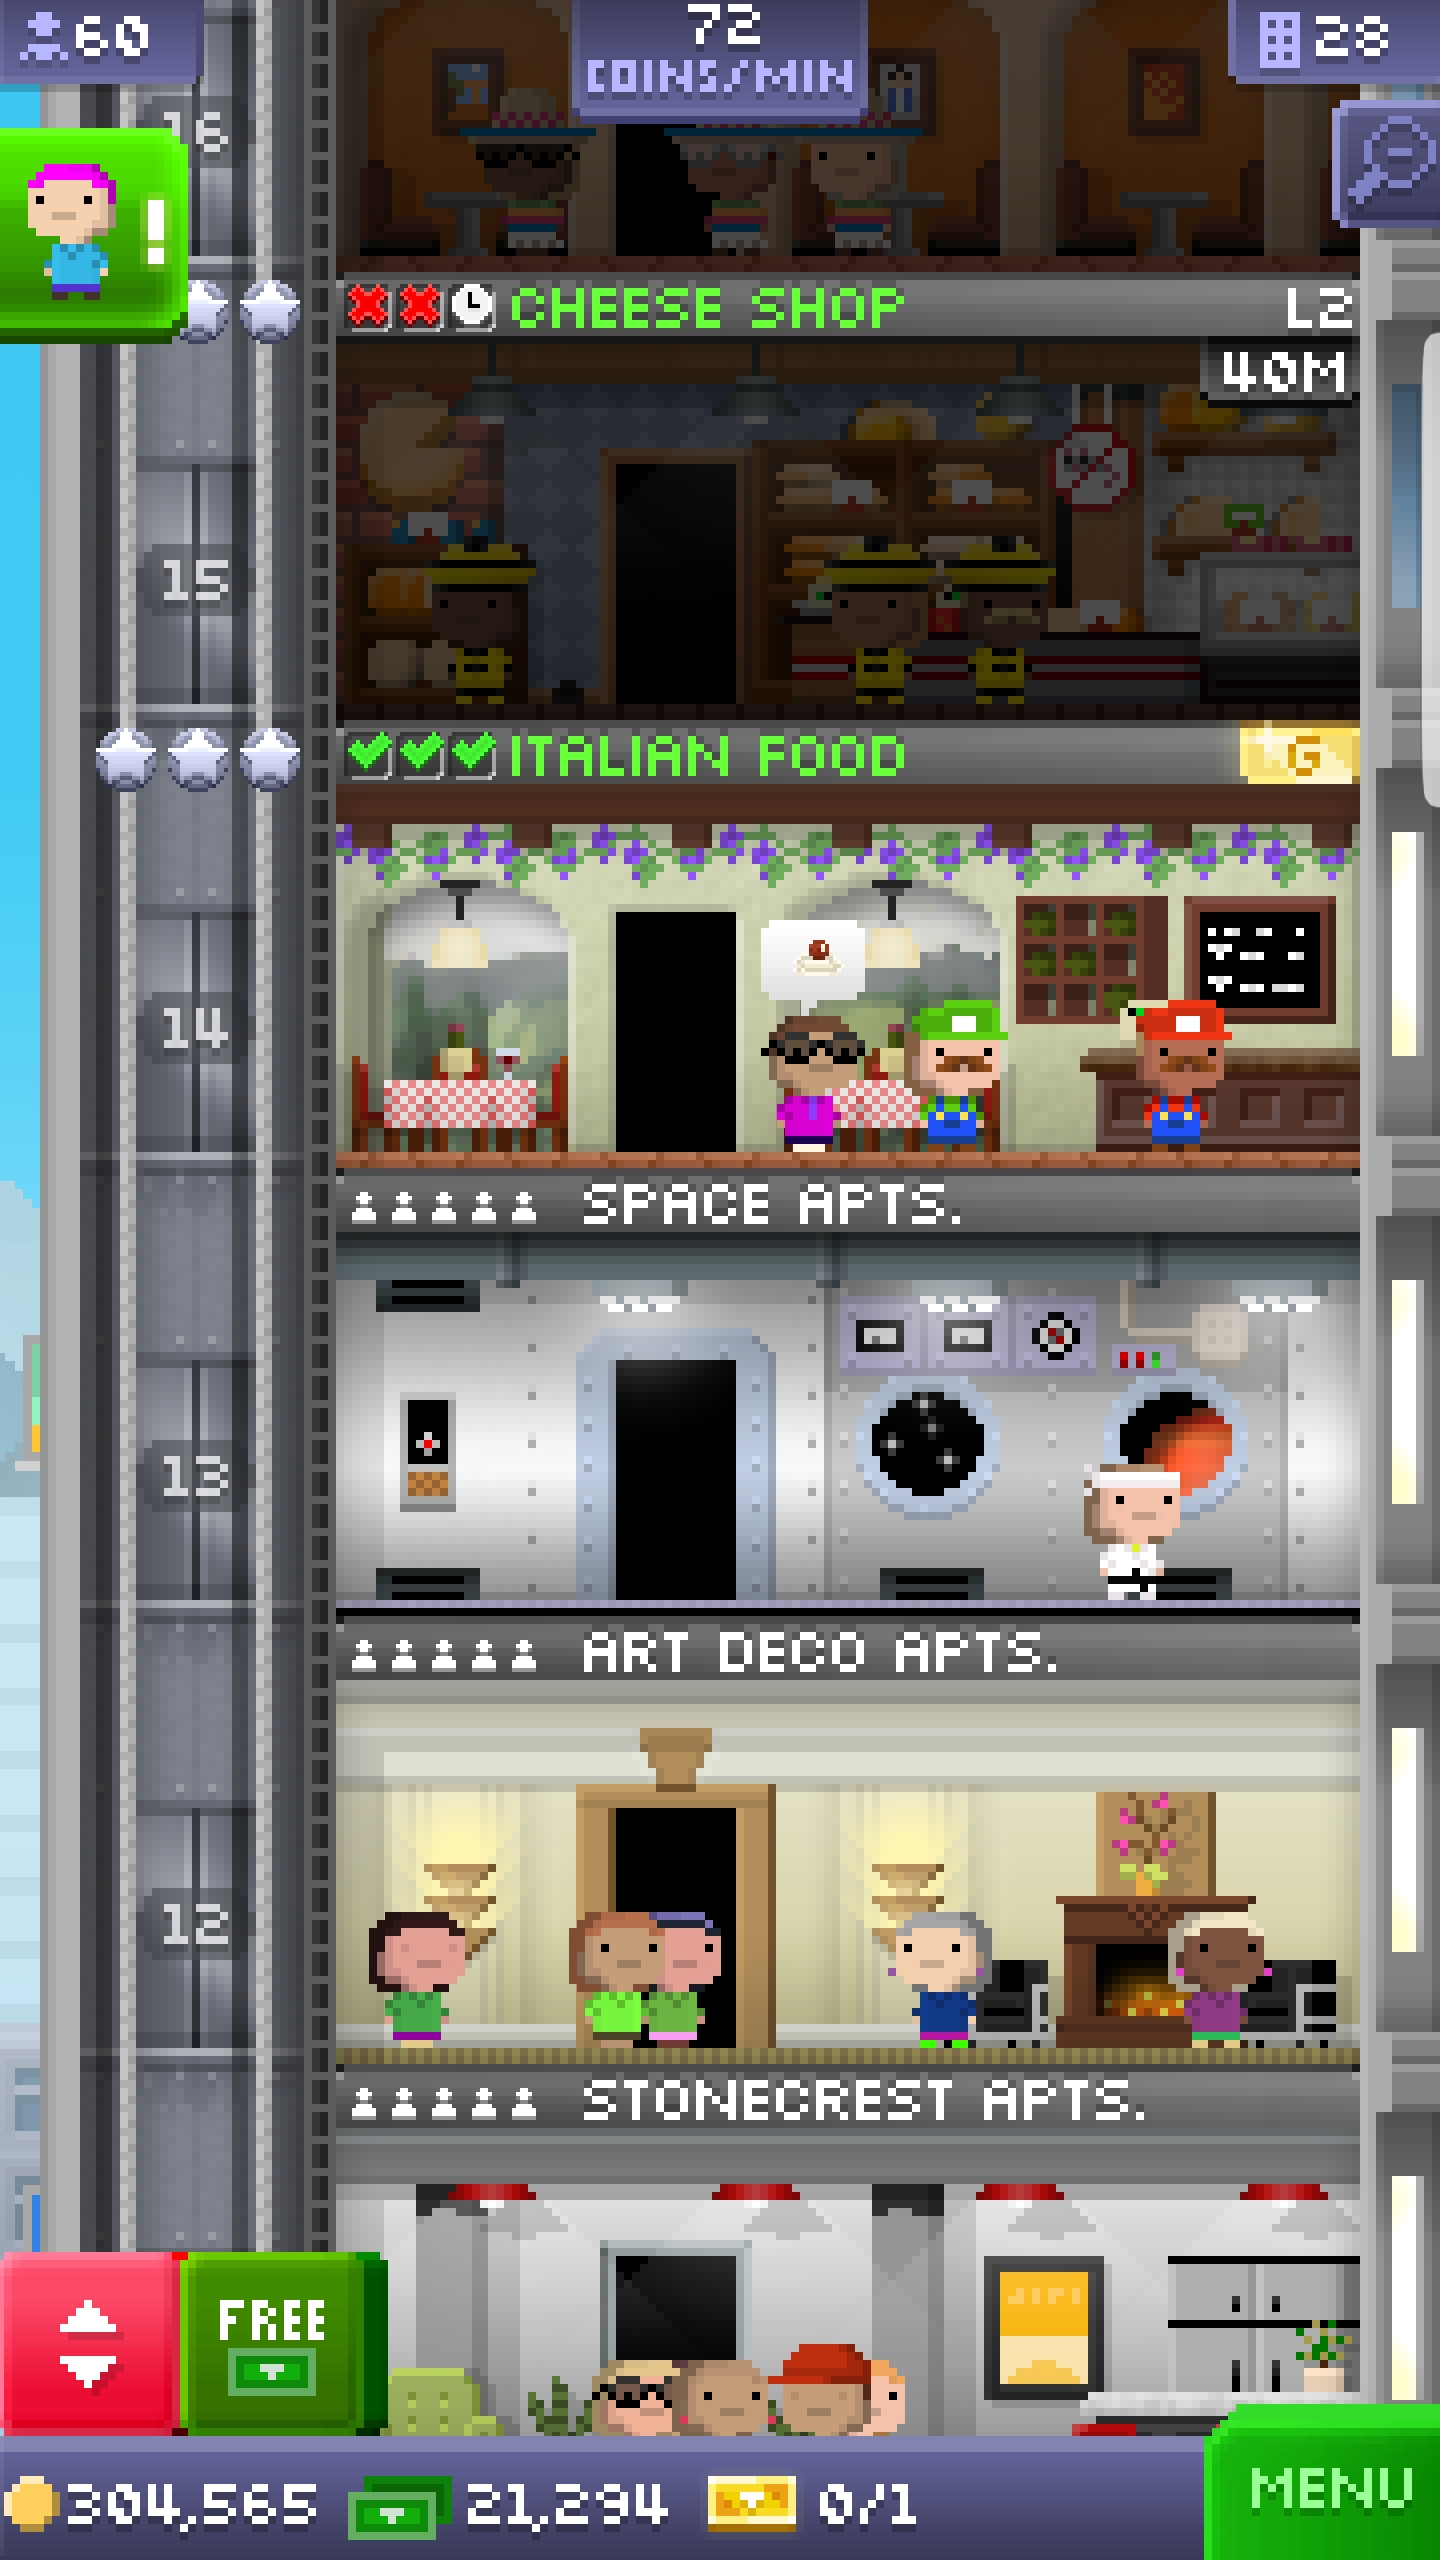 60
72
COINS/MIN
28
16
!
CHEESE SHOP
L2
40M
15
ITALIAN FOOD
G
14
SPACE APTS.
13
ART DECO APTS.
12
STONECREST APTS.
FREE
304,565
21,294
0/1
MENU